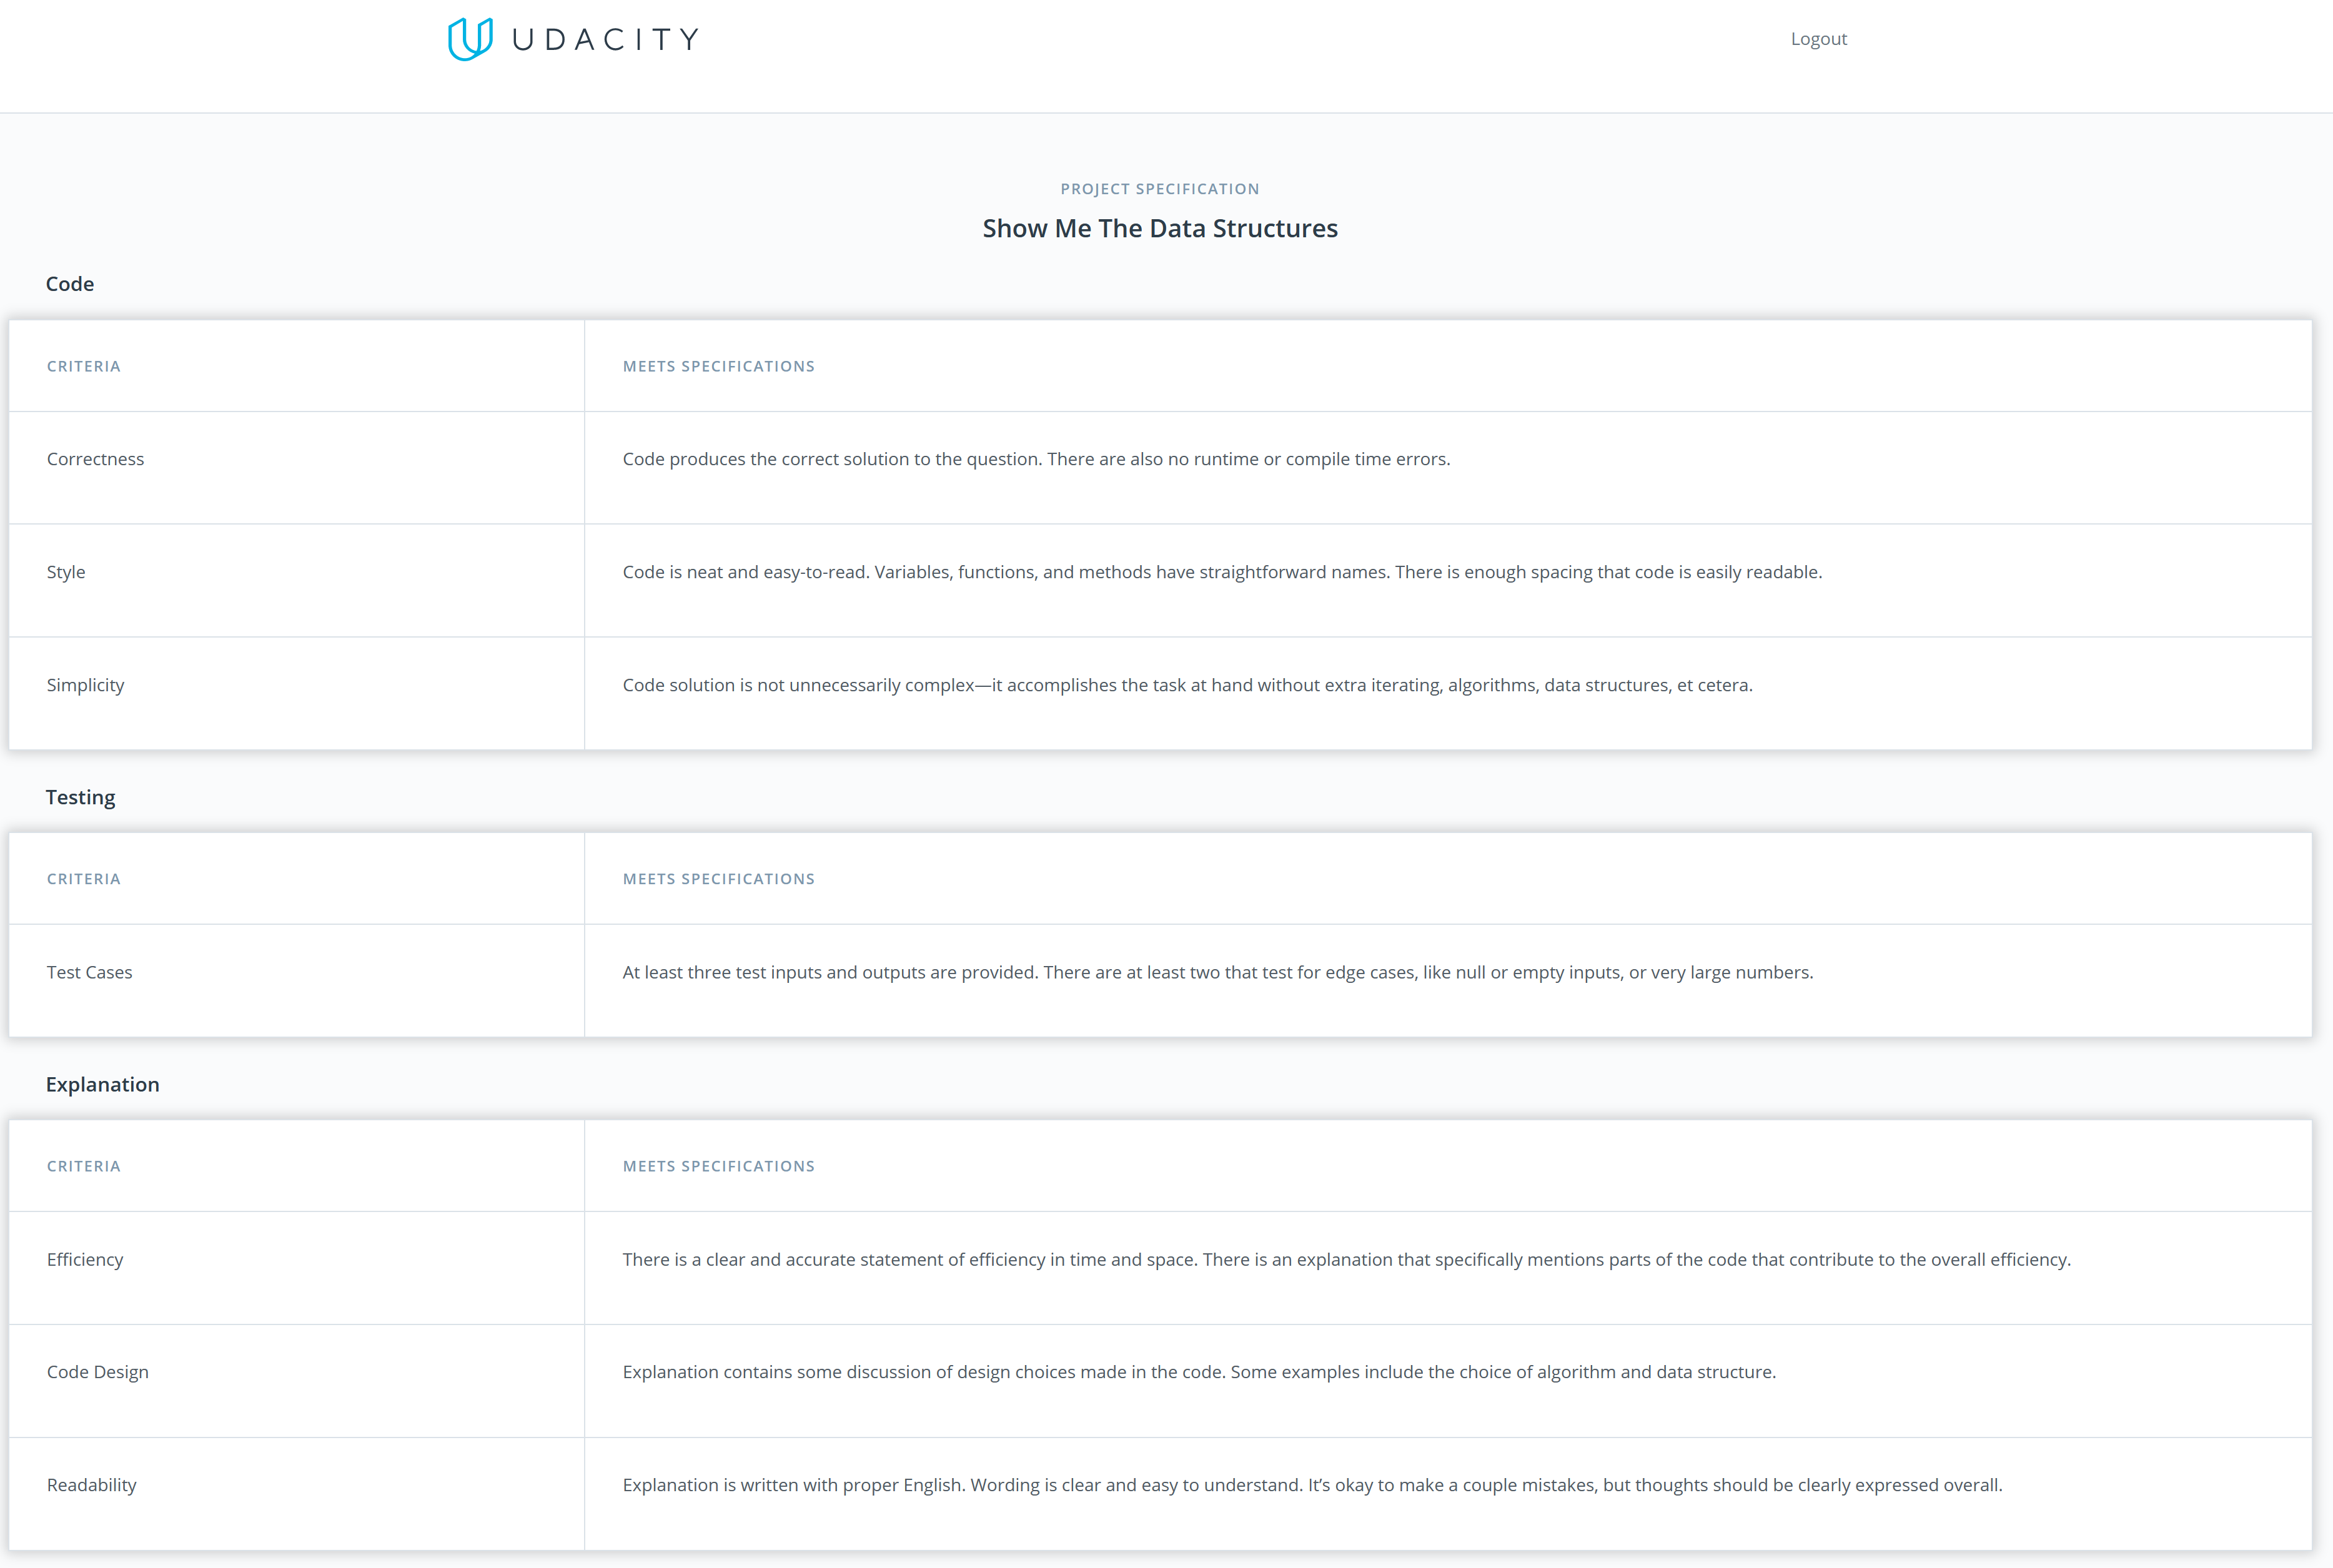 UDACITY
Logout
PROJECT SPECIFICATION
Show Me The Data Structures
Code
CRITERIA
MEETS SPECIFICATIONS
Correctness
Code produces the correct solution to the question. There are also no runtime or compile time errors.
Style
Code is neat and easy-to-read. Variables, functions, and methods have straightforward names. There is enough spacing that code is easily readable.
Simplicity
Code solution is not unnecessarily complex—it accomplishes the task at hand without extra iterating, algorithms, data structures, et cetera.
Testing
CRITERIA
MEETS SPECIFICATIONS
Test Cases
At least three test inputs and outputs are provided. There are at least two that test for edge cases, like null or empty inputs, or very large numbers.
Explanation
CRITERIA
MEETS SPECIFICATIONS
Efficiency
There is a clear and accurate statement of efficiency in time and space. There is an explanation that specifically mentions parts of the code that contribute to the overall efficiency.
Code Design
Explanation contains some discussion of design choices made in the code. Some examples include the choice of algorithm and data structure.
Readability
Explanation is written with proper English. Wording is clear and easy to understand. It’s okay to make a couple mistakes, but thoughts should be clearly expressed overall.